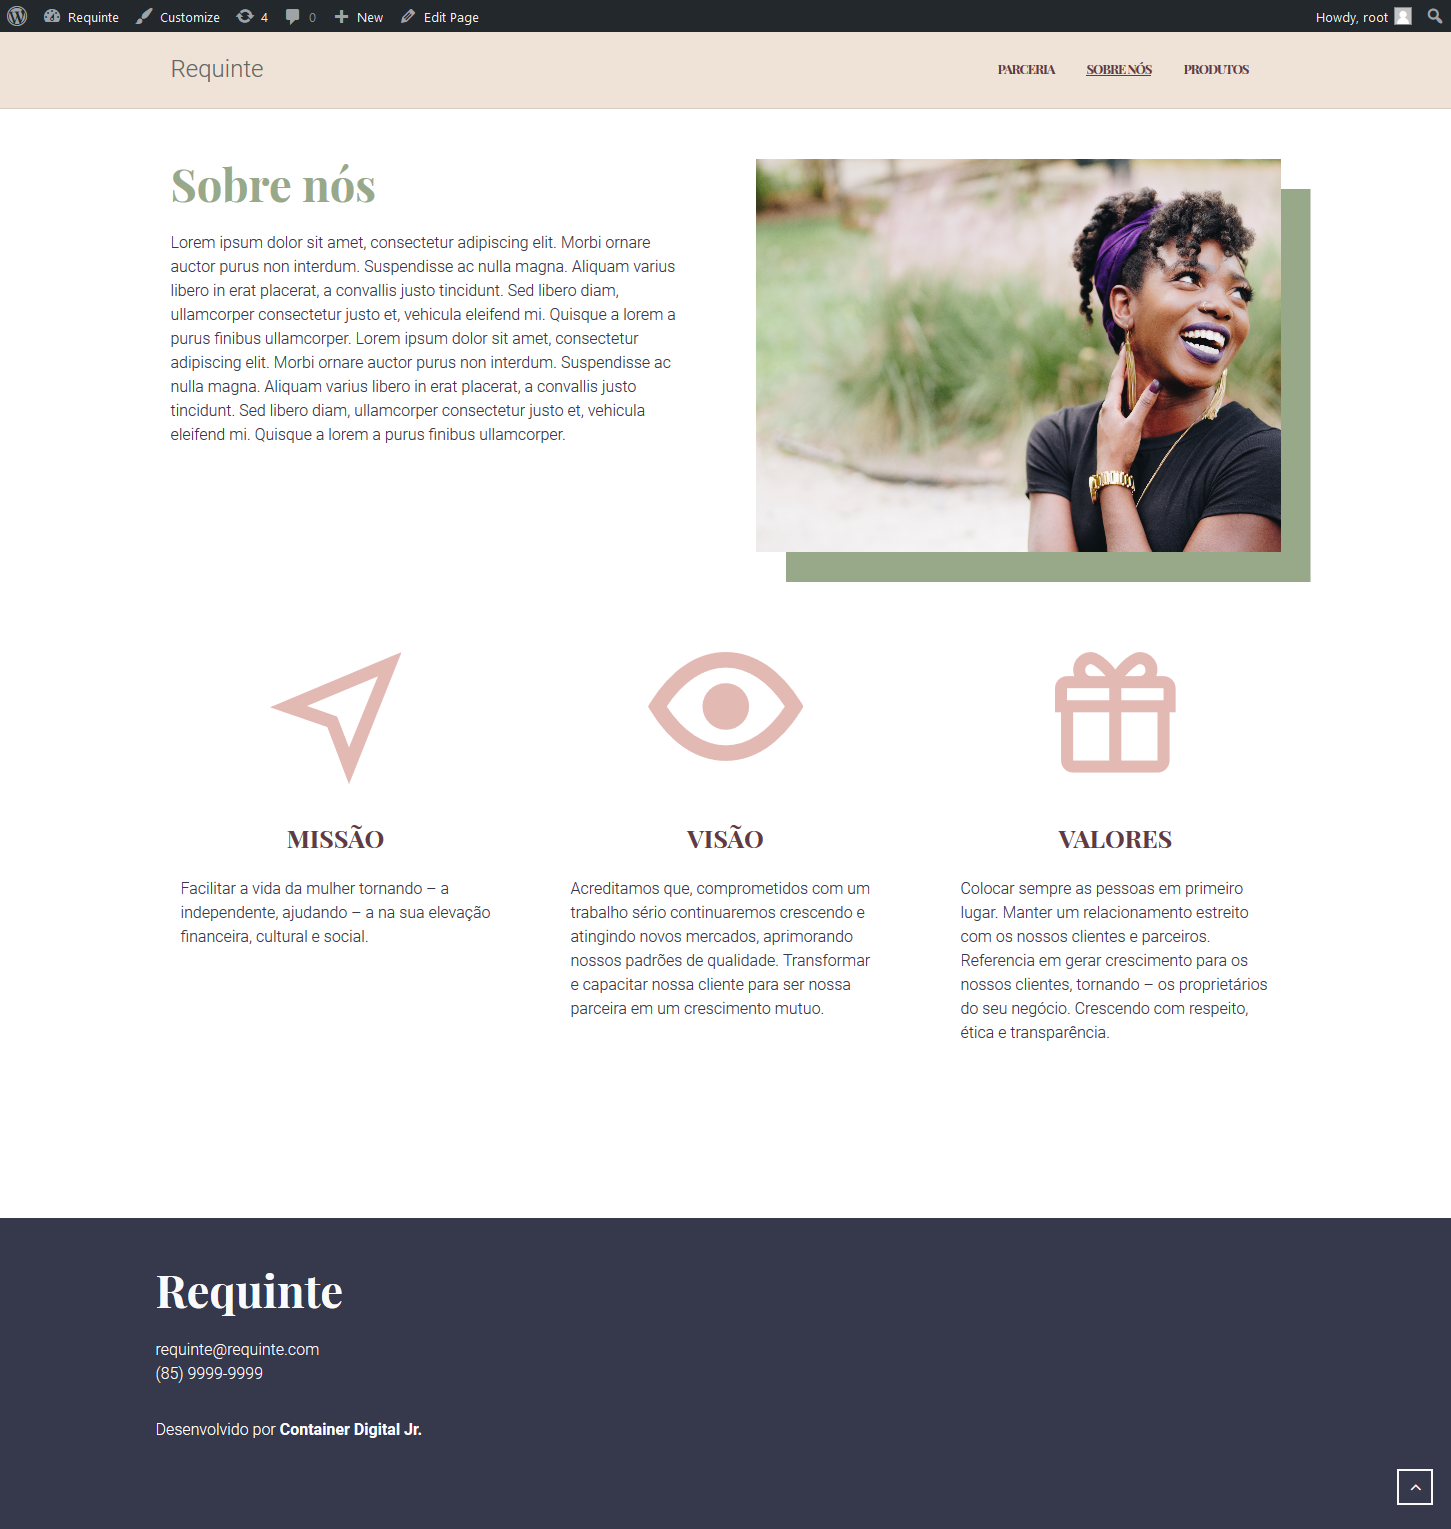 Requinte Customize 4 0 New Edit Page Howdy, root
Requinte PARCERIA SOBRE NÓS PRODUTOS
Sobre nós
Lorem ipsum dolor sit amet, consectetur adipiscing elit. Morbi ornare
auctor purus non interdum. Suspendisse ac nulla magna. Aliquam varius
libero in erat placerat, a convallis justo tincidunt. Sed libero diam,
ullamcorper consectetur justo et, vehicula eleifend mi. Quisque a lorem a
purus finibus ullamcorper. Lorem ipsum dolor sit amet, consectetur
adipiscing elit. Morbi ornare auctor purus non interdum. Suspendisse ac
nulla magna. Aliquam varius libero in erat placerat, a convallis justo
tincidunt. Sed libero diam, ullamcorper consectetur justo et, vehicula
eleifend mi. Quisque a lorem a purus finibus ullamcorper.
MISSÃO
Facilitar a vida da mulher tornando – a
independente, ajudando – a na sua elevação
financeira, cultural e social.
VISÃO
Acreditamos que, comprometidos com um
trabalho sério continuaremos crescendo e
atingindo novos mercados, aprimorando
nossos padrões de qualidade. Transformar
e capacitar nossa cliente para ser nossa
parceira em um crescimento mutuo.
VALORES
Colocar sempre as pessoas em primeiro
lugar. Manter um relacionamento estreito
com os nossos clientes e parceiros.
Referencia em gerar crescimento para os
nossos clientes, tornando – os proprietários
do seu negócio. Crescendo com respeito,
ética e transparência.
Requinte
requinte@requinte.com
(85) 9999-9999
Desenvolvido por Container Digital Jr.